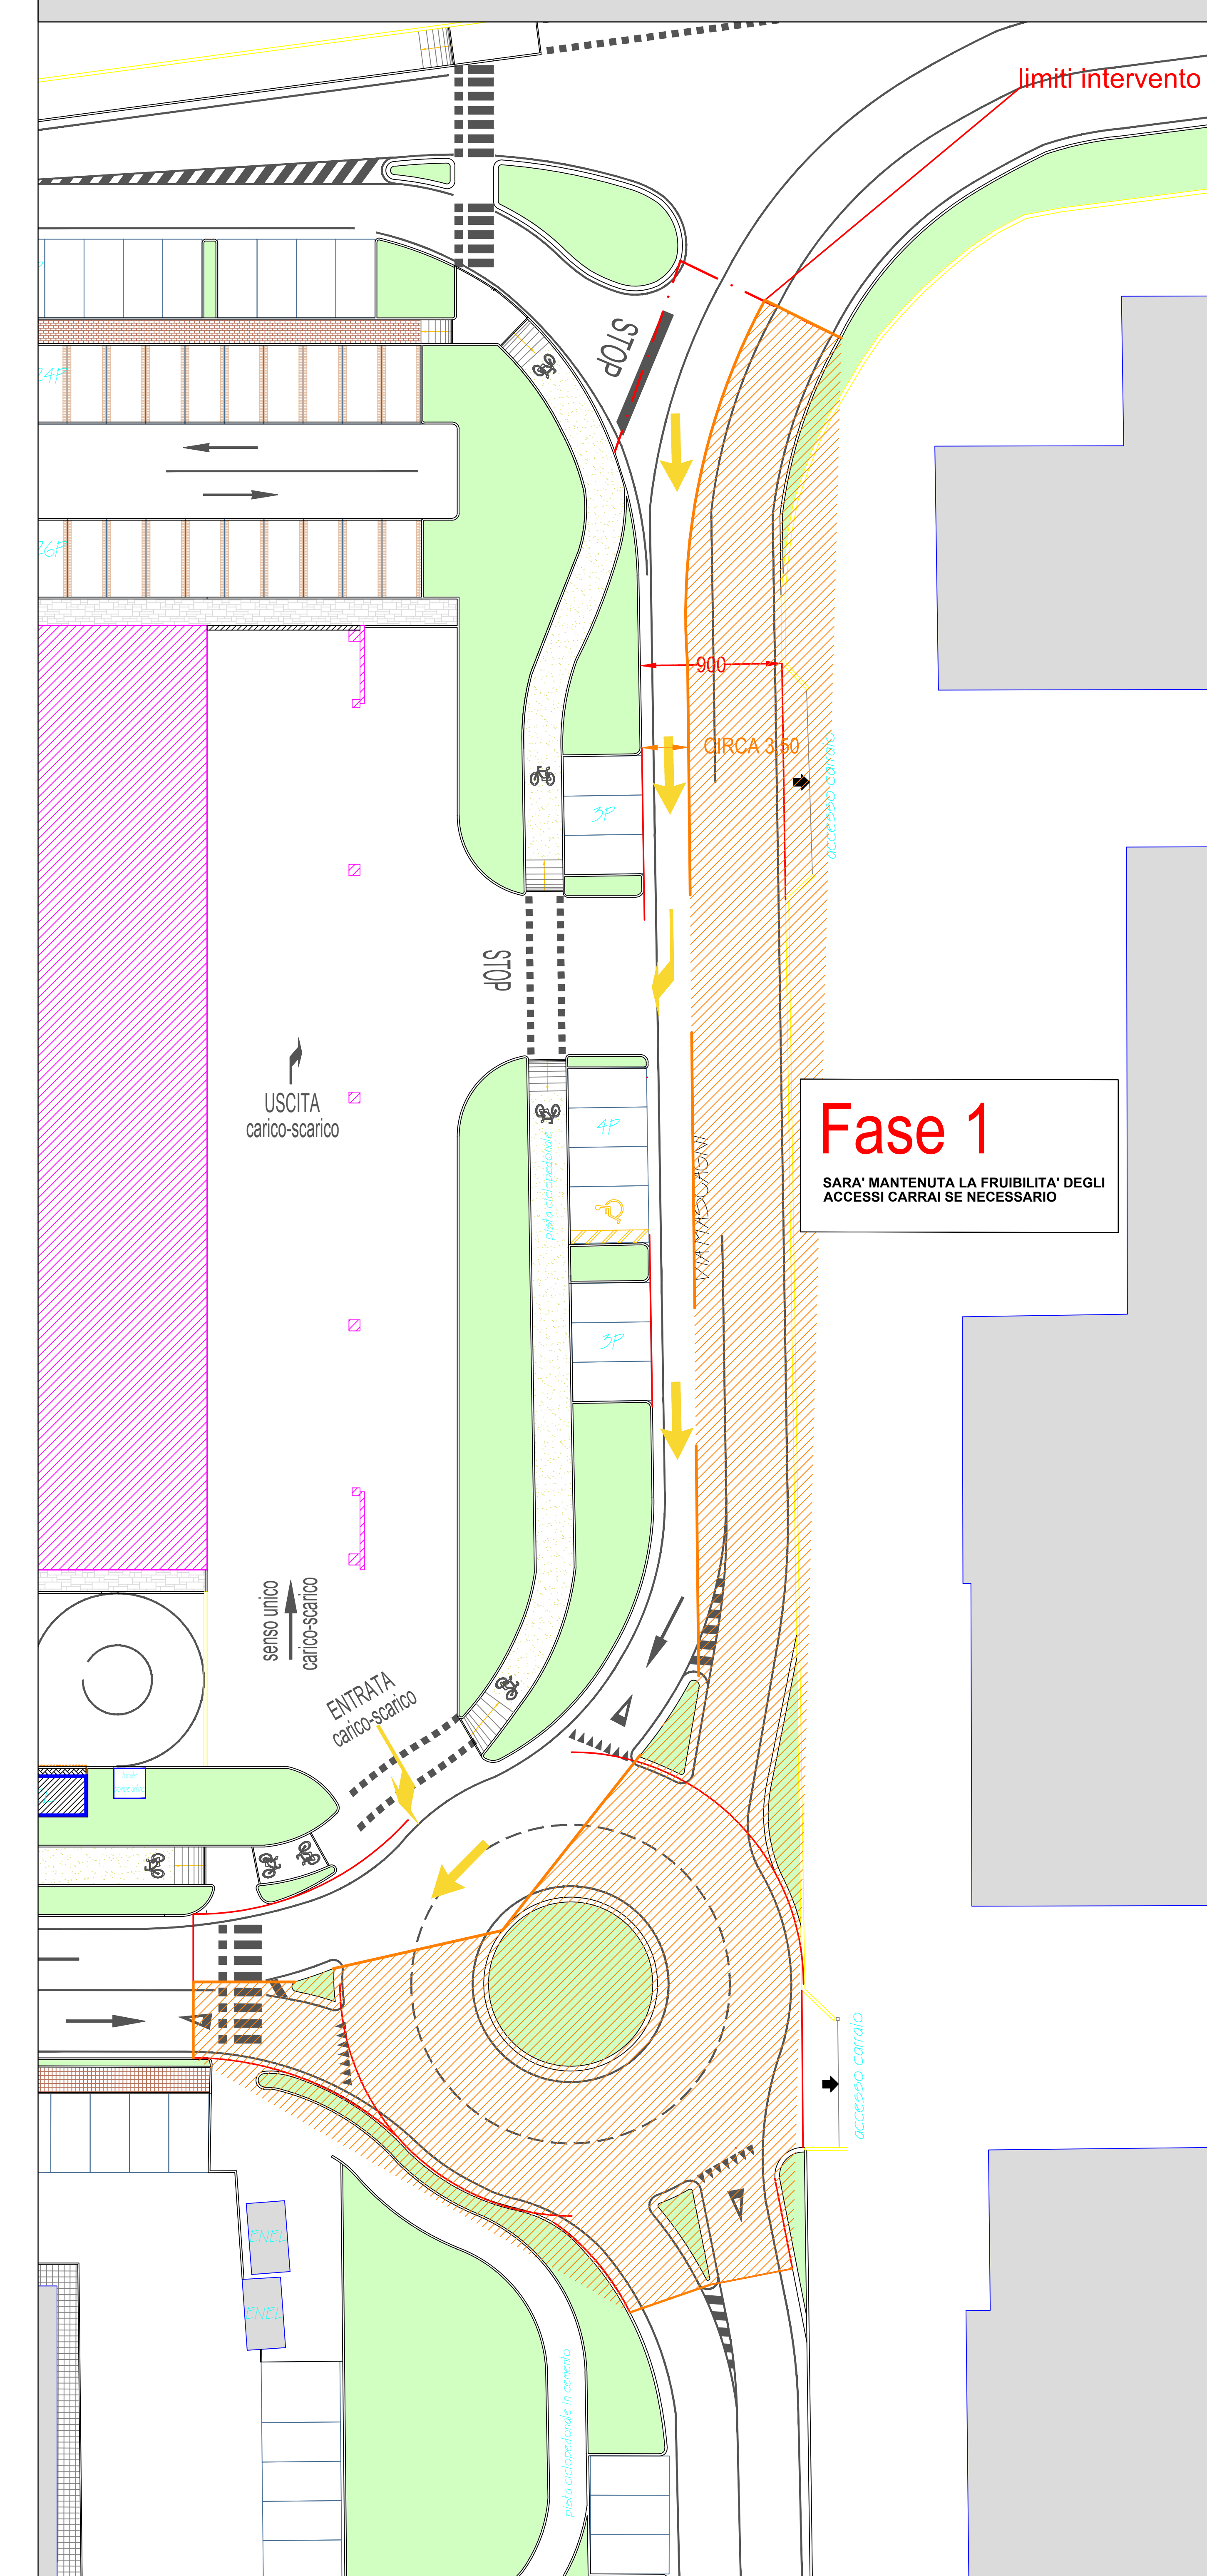 limiti intervento
STOP
24P
26P
900
CIRCA 3,50
accesso carraio
3P
STOP
USCITA
carico-scarico
4P
pista ciclopedonale
VIA MASCAGNI
Fase 1
SARA' MANTENUTA LA FRUIBILITA' DEGLI
ACCESSI CARRAI SE NECESSARIO
3P
senso unico
carico-scarico
ENTRATA
carico-scarico
accesso carraio
ENEL
ENEL
pista ciclopedonale in cemento